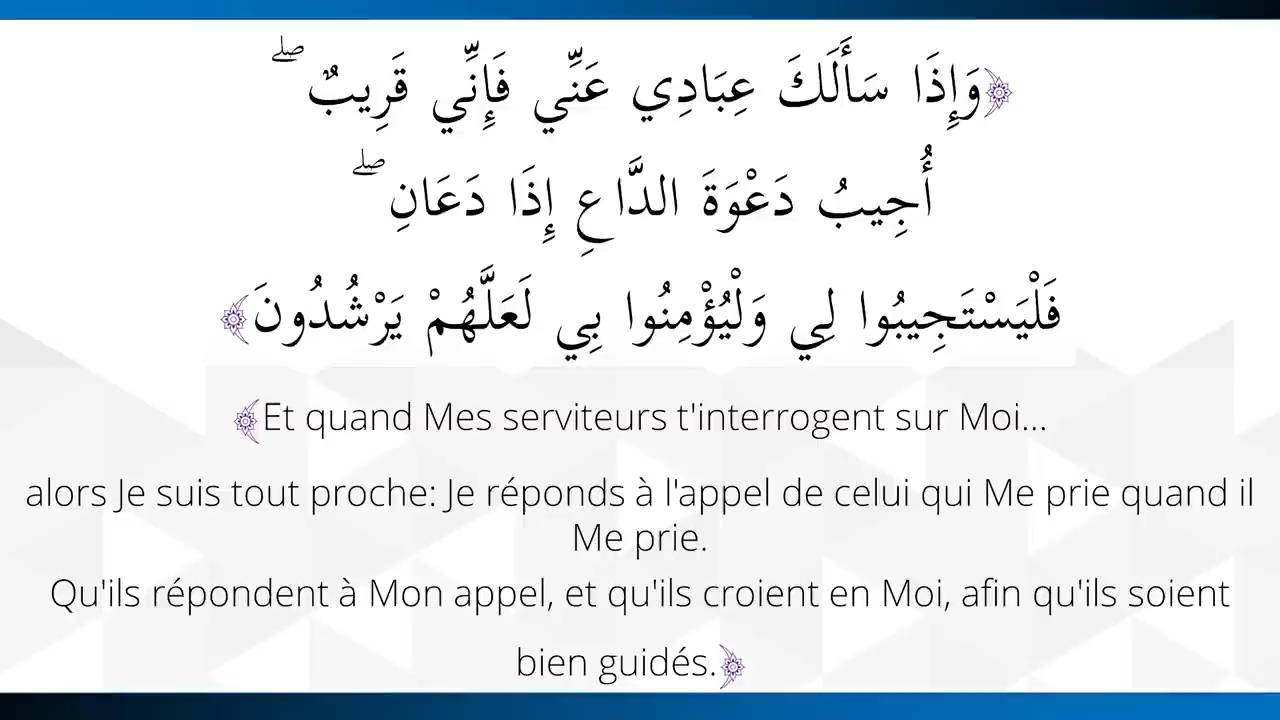 ﴿وَإِذَا سَأَلَكَ عِبَادِي عَنِّي فَإِنِّي قَرِيبٌ ۖ
أُجِيبُ دَعْوَةَ الدَّاعِ إِذَا دَعَانِ ۖ
فَلْيَسْتَجِيبُوا لِي وَلْيُؤْمِنُوا بِي لَعَلَّهُمْ يَرْشُدُونَ﴾
﴿Et quand Mes serviteurs t'interrogent sur Moi...
alors Je suis tout proche: Je réponds à l'appel de celui qui Me prie quand il
Me prie.
Qu'ils répondent à Mon appel, et qu'ils croient en Moi, afin qu'ils soient
bien guidés.﴾